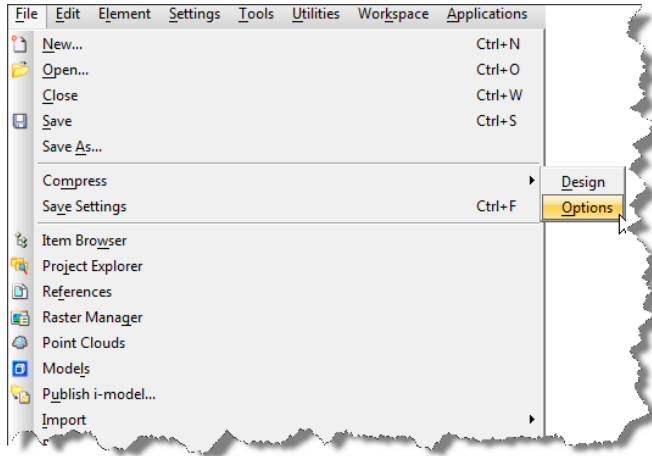 File Edit Element Settings Tools Utilities Workspace Applications
New... Ctrl+N
Open... Ctrl+O
Close Ctrl+W
Save Ctrl+S
Save As...
Compress Design
Save Settings Ctrl+F Options
Item Browser
Project Explorer
References
Raster Manager
Point Clouds
Models
Publish i-model...
Import